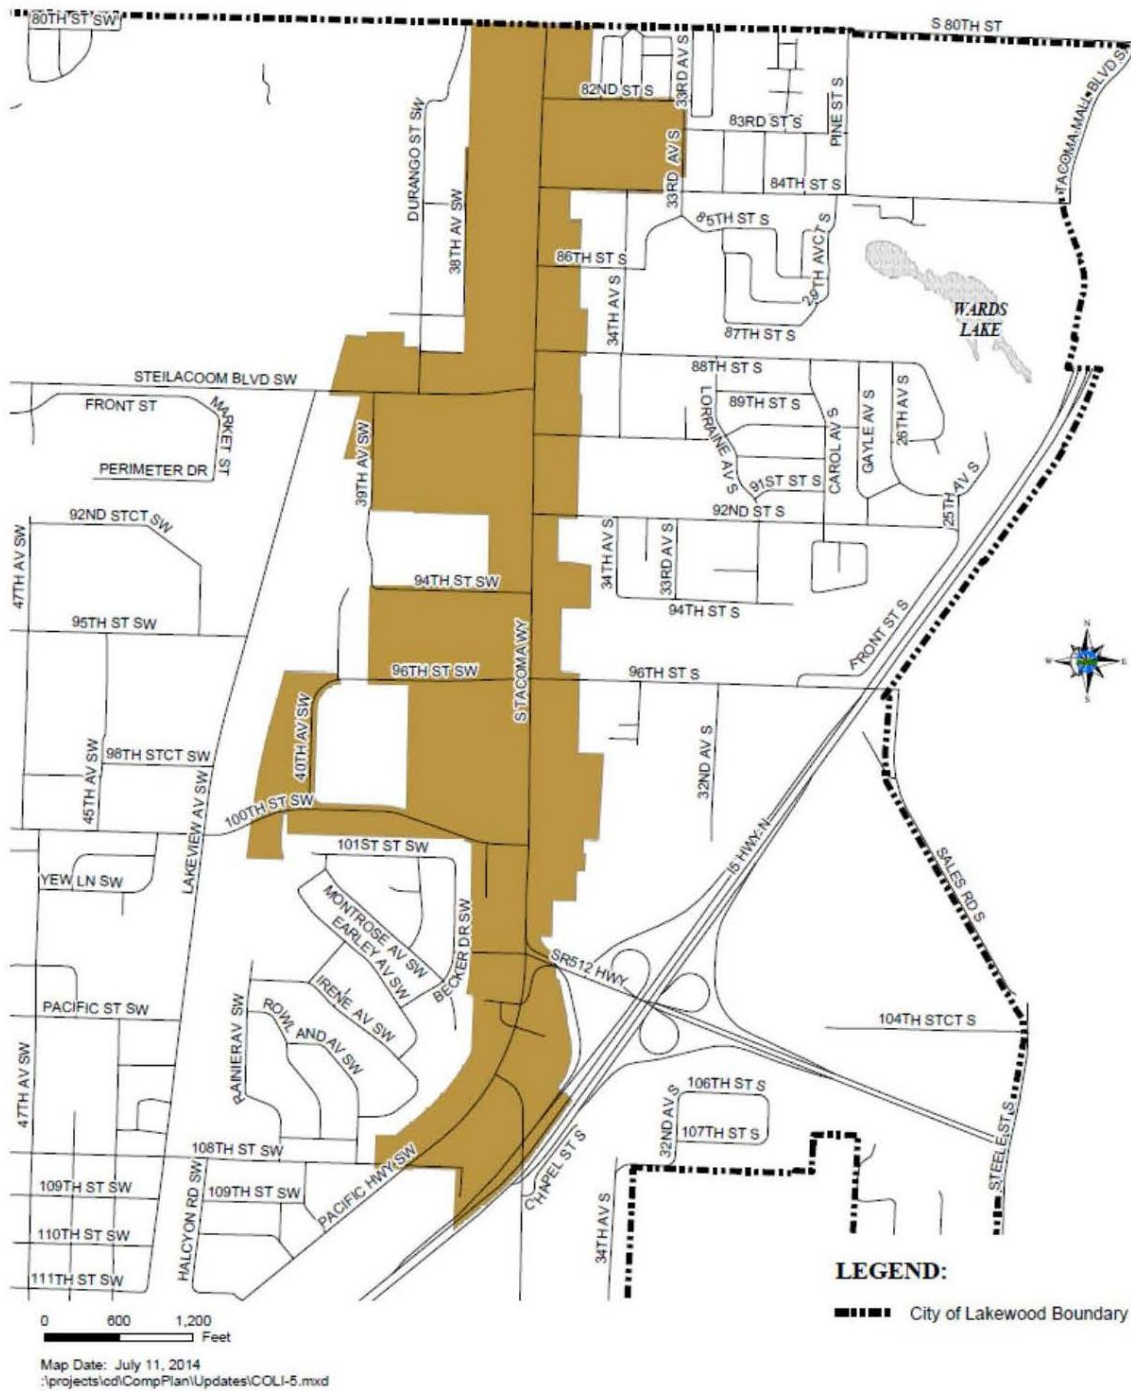 80TH ST SW
S 80TH ST
82ND ST S
33RD AV S
DURANGO ST SW
83RD ST S
PINE ST S
TACOMA MALL BLVD S
33RD AV S
84TH ST S
38TH AV SW
85TH ST S
86TH ST S
29TH AVCT S
34TH AV S
87TH ST S
WARDS
LAKE
88TH ST S
STEILACOOM BLVD SW
FRONT ST
MARKET ST
89TH ST S
LORRAINE AV S
CAROL AV S
GAYLE AV S
26TH AV S
39TH AV SW
PERIMETER DR
91ST ST S
25TH AV S
92ND ST S
92ND STCT SW
47TH AV SW
34TH AV S
33RD AV S
94TH ST SW
94TH ST S
95TH ST SW
FRONT ST S
N
W
E
S
S TACOMA WY
96TH ST SW
96TH ST S
40TH AV SW
98TH STCT SW
45TH AV SW
32ND AV S
LAKEVIEW AV SW
100TH ST SW
I5 HWY N
101ST ST SW
YEW LN SW
SALES RD S
MONTROSE AV SW
EARLEY AV SW
BECKER DR SW
SR512 HWY
IRENE AV SW
PACIFIC ST SW
RAINIER AV SW
ROWLAND AV SW
104TH STCT S
47TH AV SW
106TH ST S
32ND AV S
107TH ST S
108TH ST SW
CHAPEL ST S
STEELE ST S
PACIFIC HWY SW
109TH ST SW
109TH ST SW
HALCYON RD SW
34TH AV S
110TH ST SW
111TH ST SW
LEGEND:
City of Lakewood Boundary
0 600 1,200
Feet
Map Date: July 11, 2014
:\projects\cd\CompPlan\Updates\COLI-5.mxd